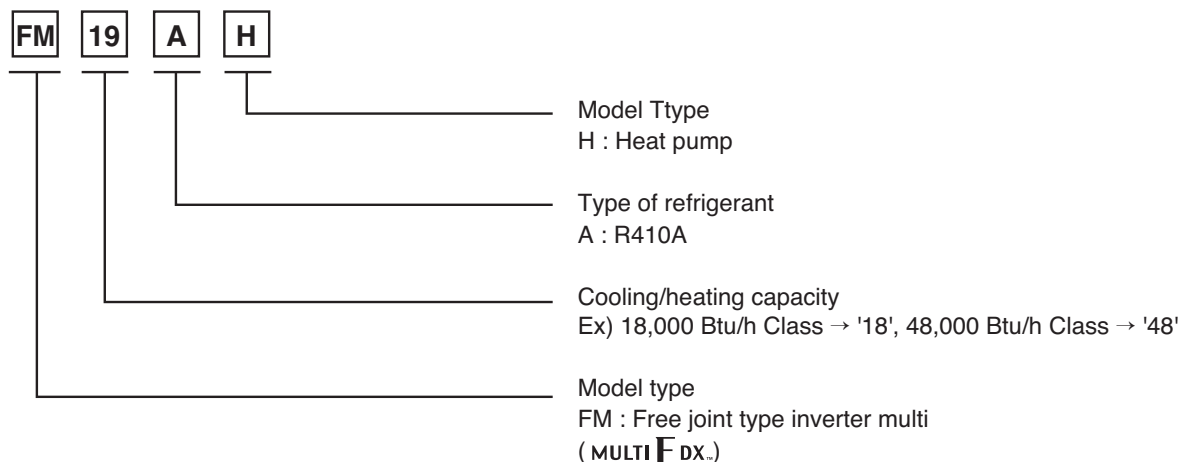 FM 19 A H
Model Ttype
H : Heat pump
Type of refrigerant
A : R410A
Cooling/heating capacity
Ex) 18,000 Btu/h Class → '18', 48,000 Btu/h Class → '48'
Model type
FM : Free joint type inverter multi
( MULTI F DX™)